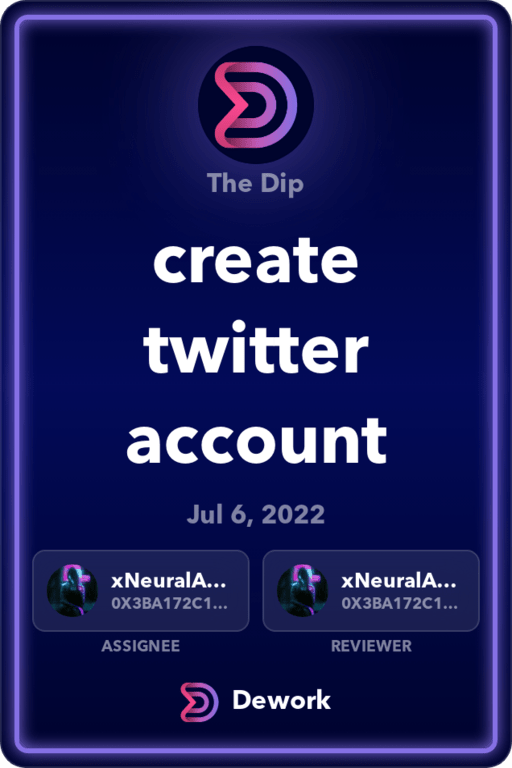 The Dip
create
twitter
account
Jul 6, 2022
xNeuralA... xNeuralA...
0X3BA172C1... 0X3BA172C1...
ASSIGNEE REVIEWER
Dework